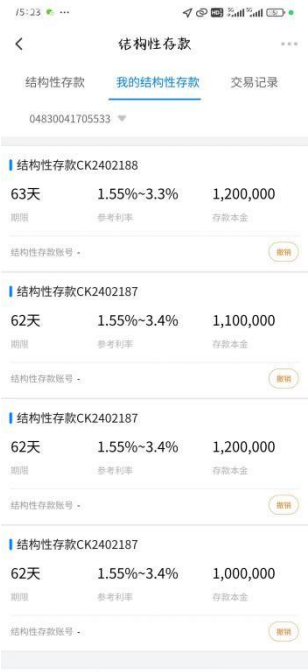 15:23
结构性存款
结构性存款 我的结构性存款 交易记录
04830041705533
结构性存款CK2402188
63天 1.55%~3.3% 1,200,000
期限 参考利率 存款本金
结构性存款账号 - 撤销
结构性存款CK2402187
62天 1.55%~3.4% 1,100,000
期限 参考利率 存款本金
结构性存款账号 - 撤销
结构性存款CK2402187
62天 1.55%~3.4% 1,200,000
期限 参考利率 存款本金
结构性存款账号 - 撤销
结构性存款CK2402187
62天 1.55%~3.4% 1,000,000
期限 参考利率 存款本金
结构性存款账号 - 撤销